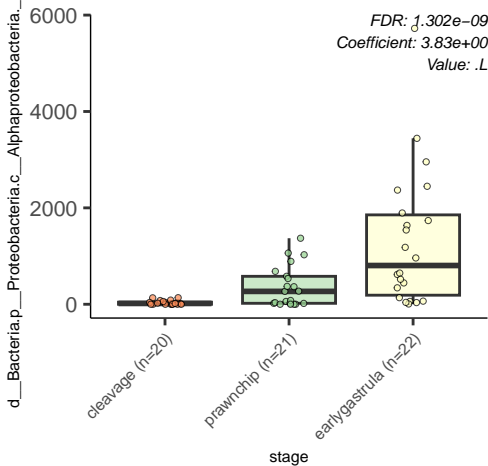 FDR: 1.302e−09
Coefficient: 3.83e+00
Value: .L
6000
4000
2000
0
d__Bacteria.p__Proteobacteria.c__Alphaproteobacteria._
cleavage (n=20)
prawnchip (n=21)
earlygastrula (n=22)
stage